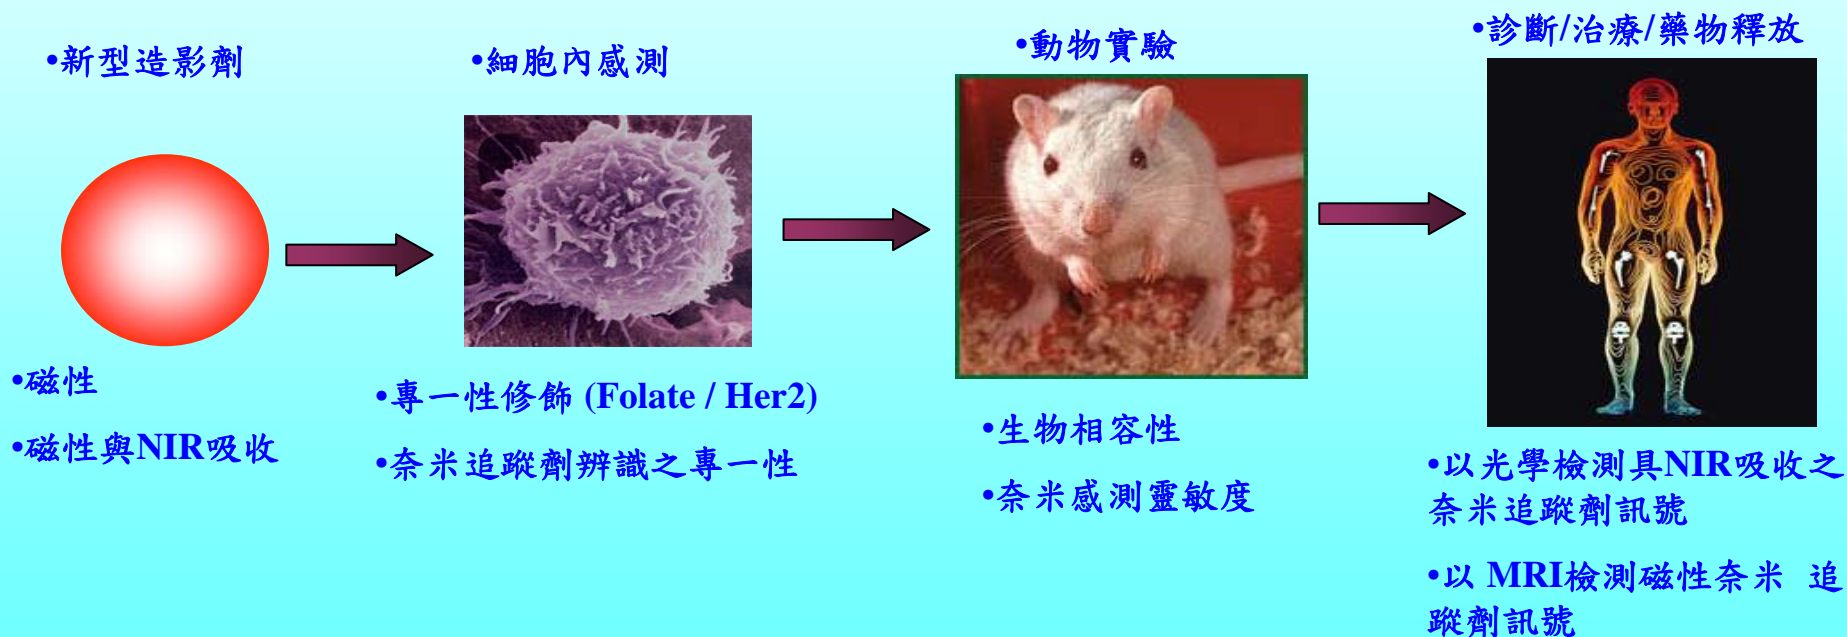 •新型造影劑
•磁性
•磁性與NIR吸收
•細胞內感測
•專一性修飾 (Folate / Her2)
•奈米追蹤劑辨識之專一性
•動物實驗
•生物相容性
•奈米感測靈敏度
•診斷/治療/藥物釋放
•以光學檢測具NIR吸收之
奈米追蹤劑訊號
•以 MRI檢測磁性奈米 追
蹤劑訊號